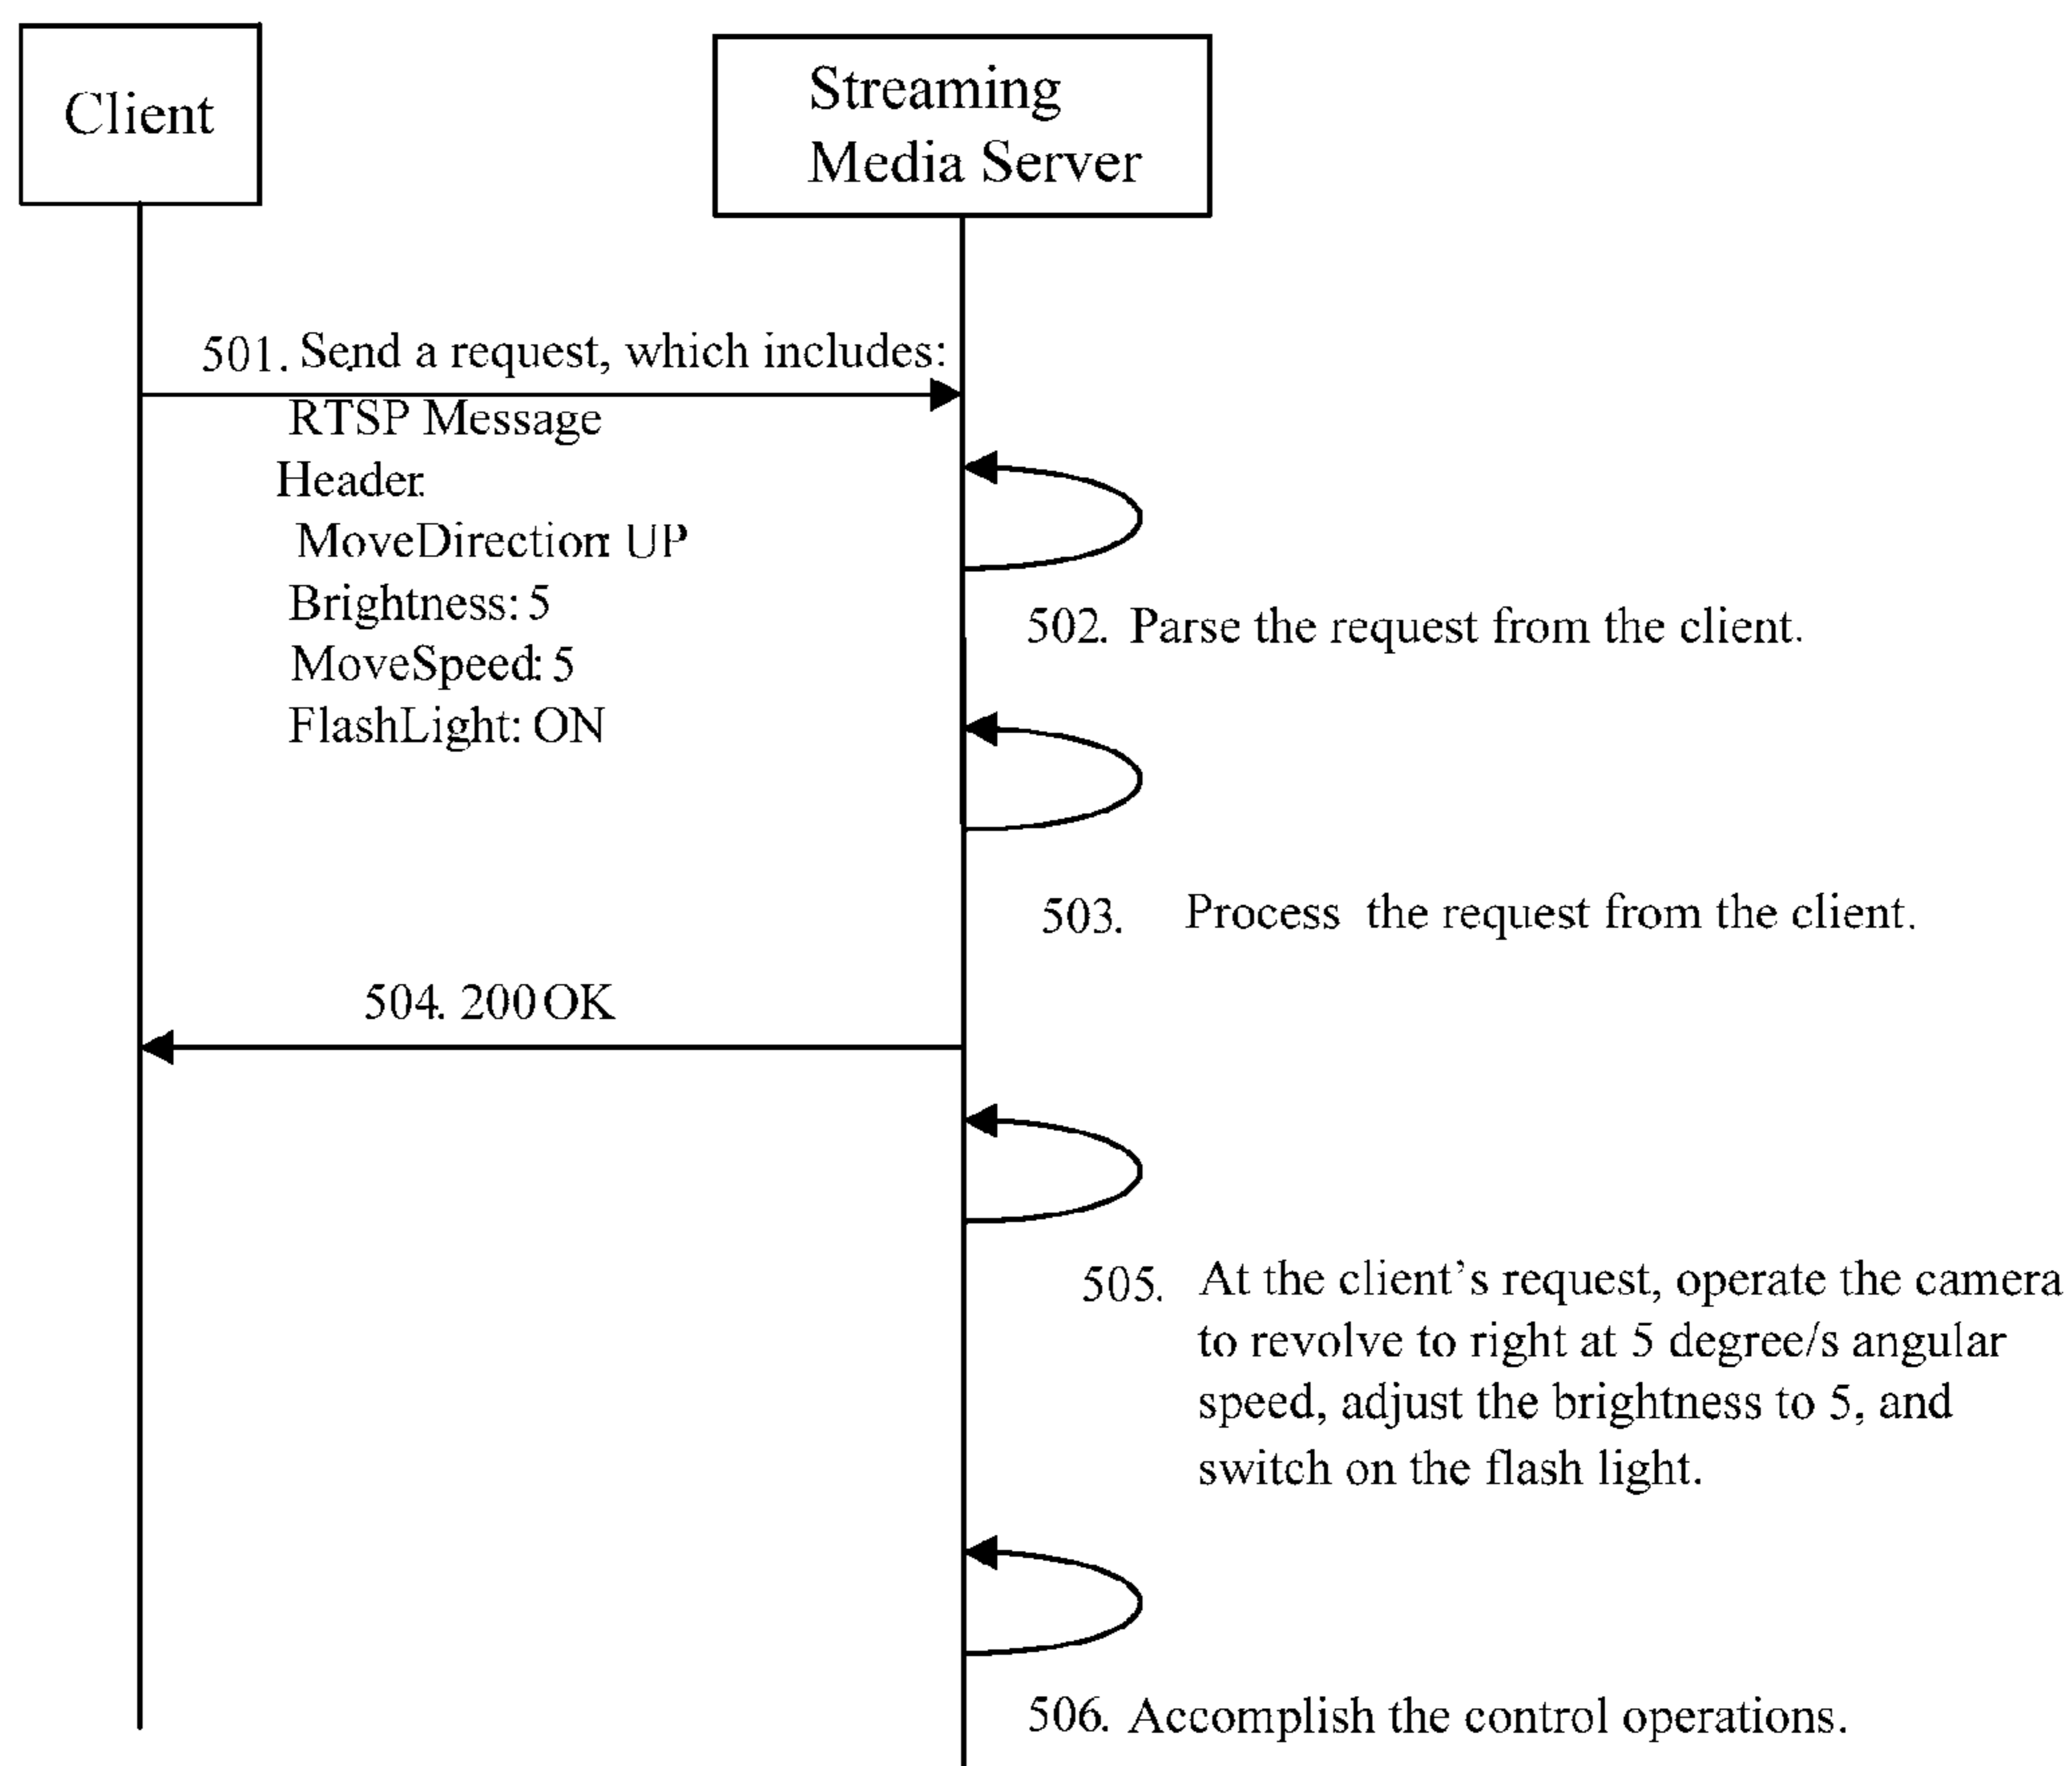 Client
Streaming
Media Server
501. Send a request, which includes:
RTSP Message
Header:
MoveDirection: UP
Brightness: 5
MoveSpeed: 5
FlashLight: ON
502. Parse the request from the client.
503. Process the request from the client.
504. 200 OK
505. At the client's request, operate the camera
to revolve to right at 5 degree/s angular
speed, adjust the brightness to 5, and
switch on the flash light.
506. Accomplish the control operations.